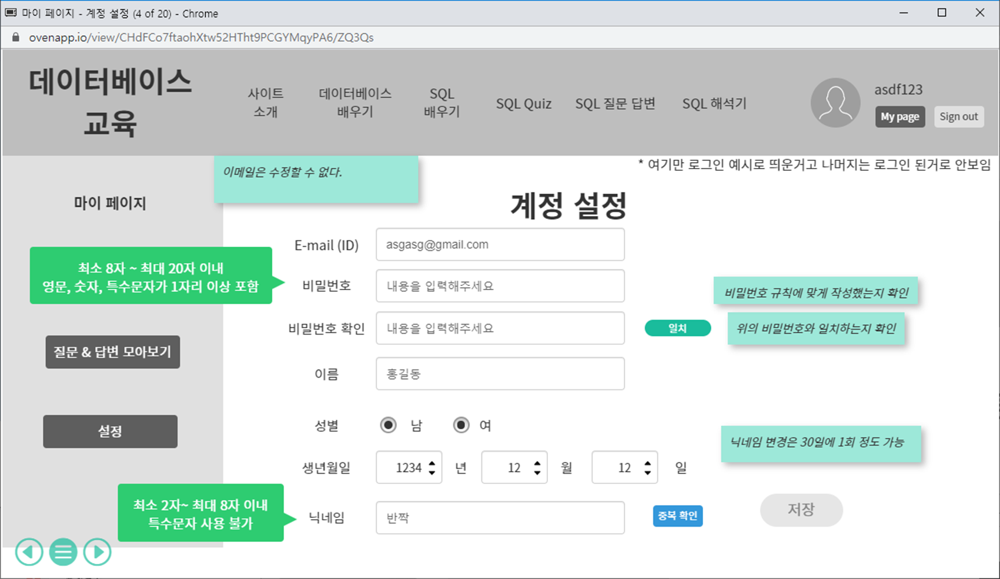 마이 페이지 - 계정 설정 (4 of 20) - Chrome
ovenapp.io/view/CHdFCo7ftaohXtw52HTht9PCGYMqyPA6/ZQ3Qs
데이터베이스
교육
사이트
소개
데이터베이스
배우기
SQL
배우기
SQL Quiz
SQL 질문 답변
SQL 해석기
asdf123
My page
Sign out
이메일은 수정할 수 없다.
* 여기만 로그인 예시로 띄운거고 나머지는 로그인 된거로 안보임
마이 페이지
계정 설정
E-mail (ID)
asgasg@gmail.com
최소 8자 ~ 최대 20자 이내
영문, 숫자, 특수문자가 1자리 이상 포함
비밀번호
내용을 입력해주세요
비밀번호 규칙에 맞게 작성했는지 확인
비밀번호 확인
내용을 입력해주세요
일치
위의 비밀번호와 일치하는지 확인
질문 & 답변 모아보기
이름
홍길동
설정
성별
남
여
닉네임 변경은 30일에 1회 정도 가능
생년월일
1234
년
12
월
12
일
최소 2자~ 최대 8자 이내
특수문자 사용 불가
닉네임
반짝
중복 확인
저장